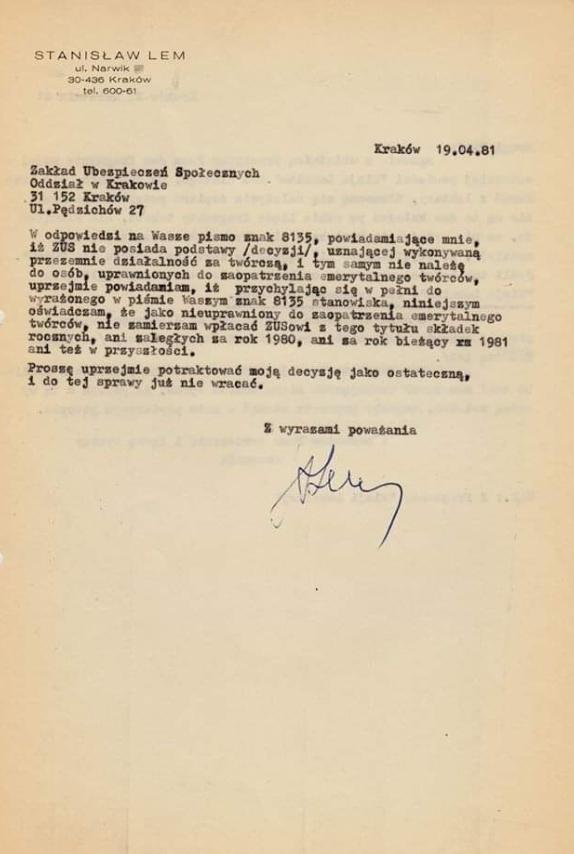 STANISŁAW LEM
ul. Narwik
30-436 Kraków
tel. 600-61
Kraków 19.04.81
Zakład Ubezpieczeń Społecznych
Oddział w Krakowie
31 152 Kraków
Ul.Pędzichów 27
W odpowiedzi na Wasze pismo znak 8135, powiadamiające mnie,
iż ZUS nie posiada podstawy /decyzji/, uznającej wykonywaną
przezemnie działalność za twórczą, i tym samym nie należę
do osób, uprawnionych do zaopatrzenia emerytalnego twórców,
uprzejmie powiadaniam, iż przychylając się w pełni do
wyrażonego w piśmie Waszym znak 8135 stanowiska, niniejszym
oświadczam, że jako nieuprawniony do zaopatrzenia emerytalnego
twórców, nie zamierzam wpłacać ZUSowi z tego tytułu składek
rocznych, ani zaległych za rok 1980, ani za rok bieżący 1981
ani też w przyszłości.
Proszę uprzejmie potraktować moją decyzję jako ostateczną,
i do tej sprawy już nie wracać.
Z wyrazami poważania
SLem